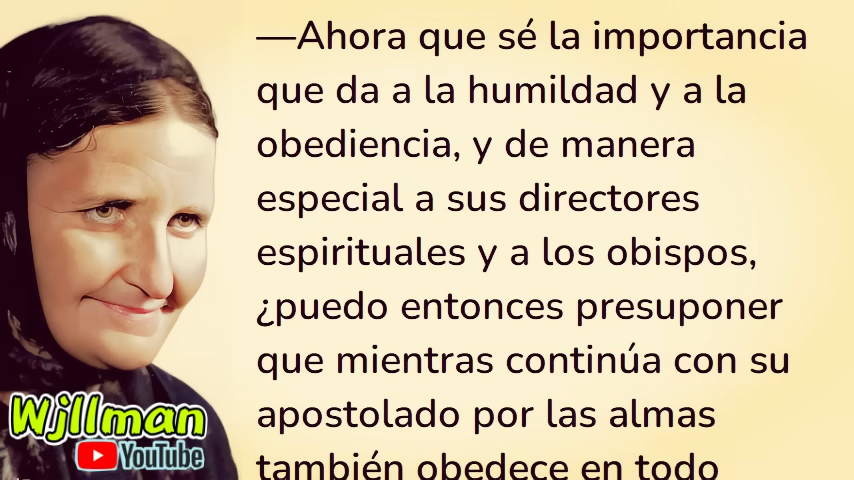 —Ahora que sé la importancia
que da a la humildad y a la
obediencia, y de manera
especial a sus directores
espirituales y a los obispos,
¿puedo entonces presuponer
que mientras continúa con su
apostolado por las almas
también obedece en todo
Wjllman
YouTube